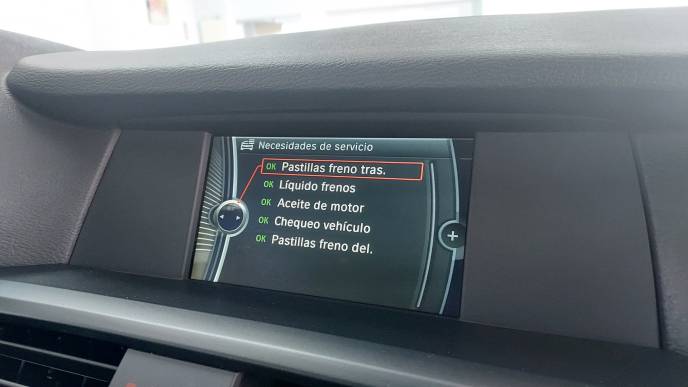 Necesidades de servicio
OK Pastillas freno tras.
OK Líquido frenos
OK Aceite de motor
OK Chequeo vehículo
OK Pastillas freno del.